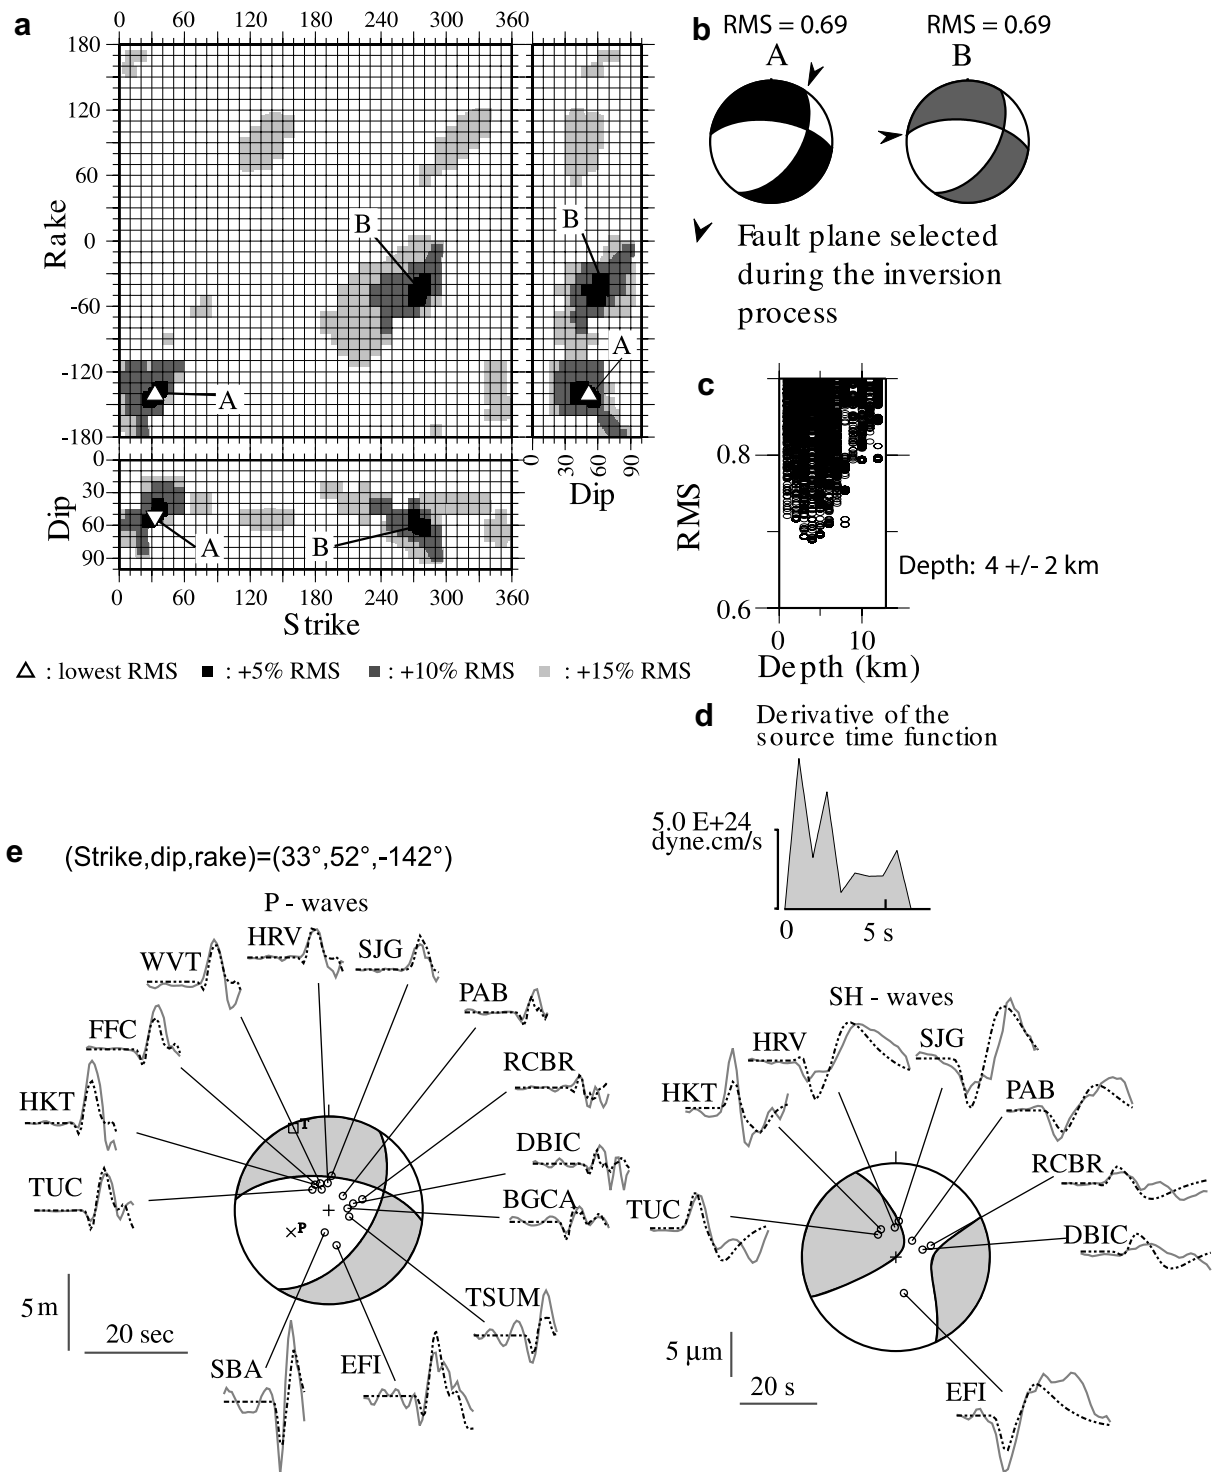 a
0 60 120 180 240 300 360
0 60
180
120
60
0
-60
-120
-180
Rake
B
A
B
A
0
30
60
90
Dip
A
B
0 30 60 90
Dip
0 60 120 180 240 300 360
Strike
: lowest RMS : +5% RMS : +10% RMS : +15% RMS
b
RMS = 0.69 RMS = 0.69
A B
Fault plane selected
during the inversion
process
c
0.8
0.6
RMS
0 10
Depth (km)
Depth: 4 +/- 2 km
d
Derivative of the
source time function
5.0 E+24
dyne.cm/s
0 5 s
e
(Strike,dip,rake)=(33°,52°,-142°)
P - waves
HRV
SJG
WVT
PAB
FFC
RCBR
HKT
DBIC
TUC
BGCA
T
P
TSUM
SBA
EFI
5 m
20 sec
SH - waves
HRV
SJG
HKT
PAB
RCBR
TUC
DBIC
EFI
5 µm
20 s